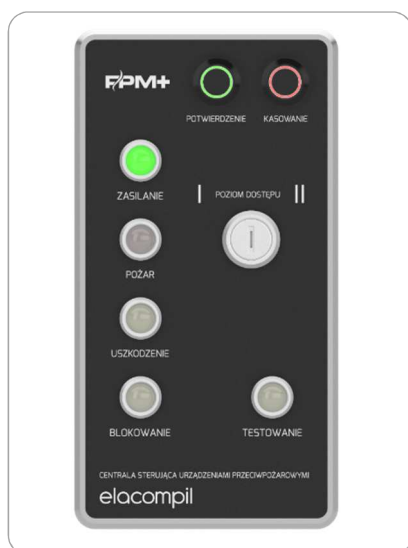 FPM+
POTWIERDZENIE KASOWANIE
ZASILANIE
I POZIOM DOSTĘPU II
POŻAR
USZKODZENIE
BLOKOWANIE TESTOWANIE
CENTRALA STERUJĄCA URZĄDZENIAMI PRZECIWPOŻAROWYMI
elacompil